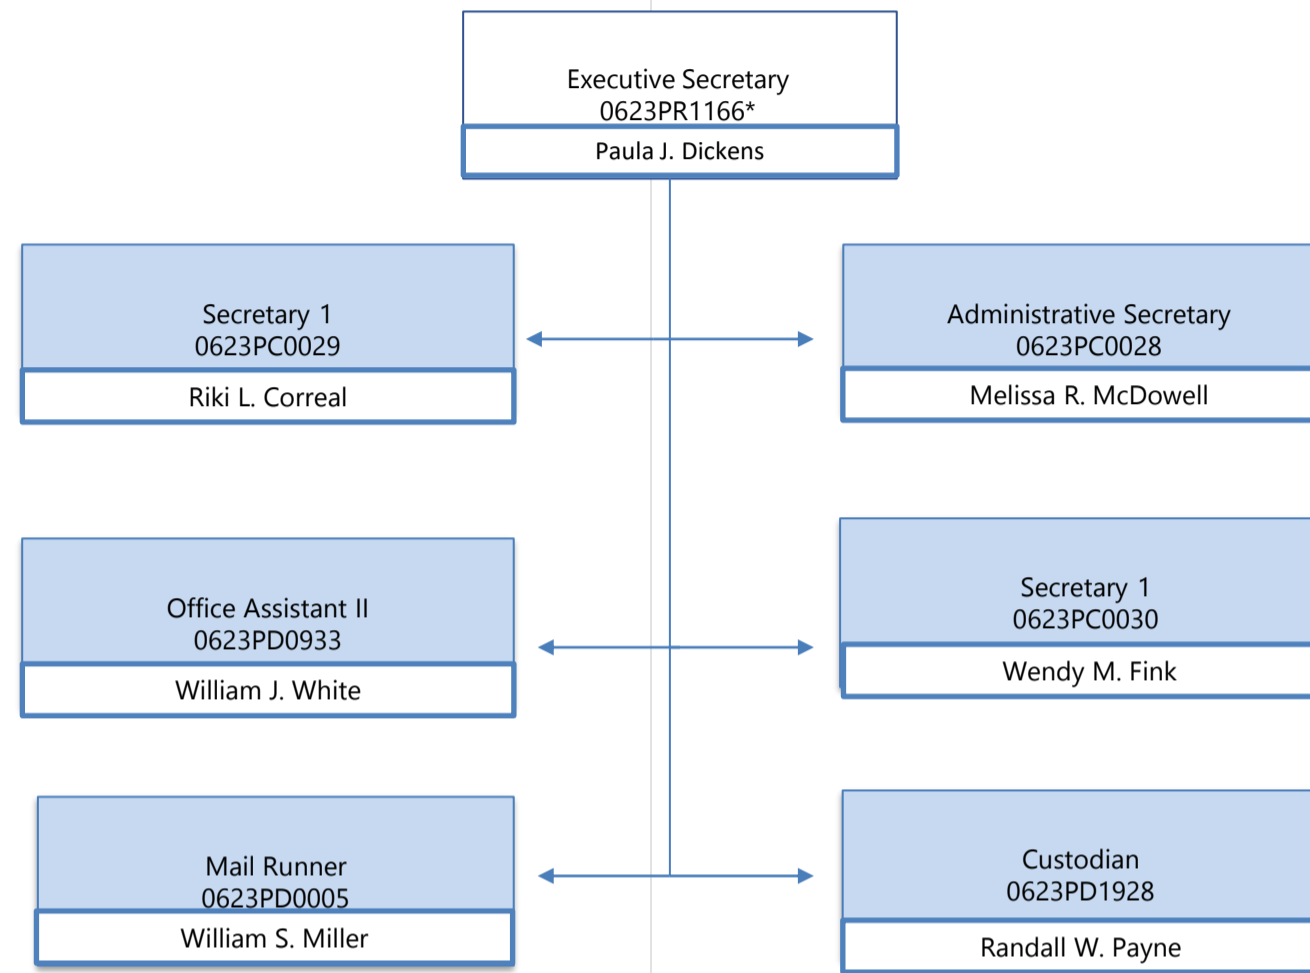 Executive Secretary
0623PR1166*
Paula J. Dickens
Secretary 1
0623PC0029
Riki L. Correal
Administrative Secretary
0623PC0028
Melissa R. McDowell
Office Assistant II
0623PD0933
William J. White
Secretary 1
0623PC0030
Wendy M. Fink
Mail Runner
0623PD0005
William S. Miller
Custodian
0623PD1928
Randall W. Payne